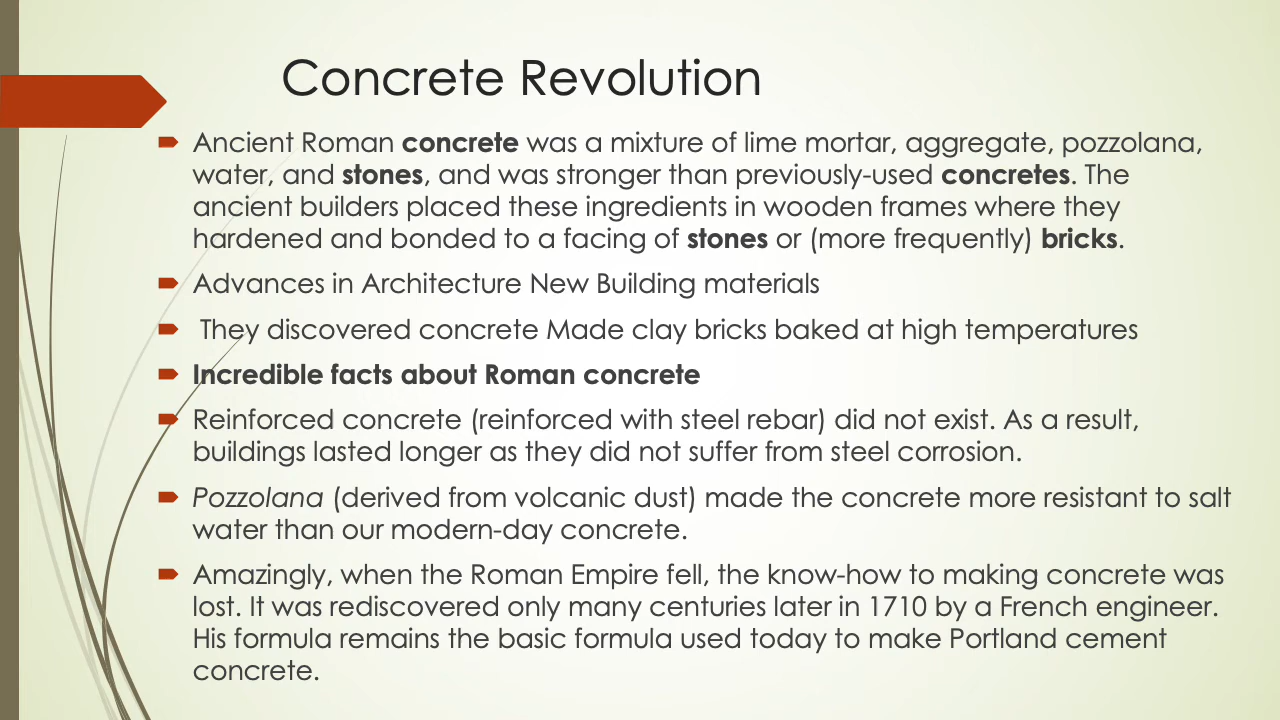 Concrete Revolution
Ancient Roman concrete was a mixture of lime mortar, aggregate, pozzolana,
water, and stones, and was stronger than previously-used concretes. The
ancient builders placed these ingredients in wooden frames where they
hardened and bonded to a facing of stones or (more frequently) bricks.
Advances in Architecture New Building materials
They discovered concrete Made clay bricks baked at high temperatures
Incredible facts about Roman concrete
Reinforced concrete (reinforced with steel rebar) did not exist. As a result,
buildings lasted longer as they did not suffer from steel corrosion.
Pozzolana (derived from volcanic dust) made the concrete more resistant to salt
water than our modern-day concrete.
Amazingly, when the Roman Empire fell, the know-how to making concrete was
lost. It was rediscovered only many centuries later in 1710 by a French engineer.
His formula remains the basic formula used today to make Portland cement
concrete.